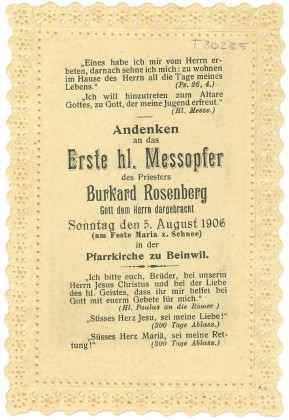 T30235
„Eines habe ich mir vom Herrn er-
beten, darnach sehne ich mich: zu wohnen
im Hause des Herrn all die Tage meines
Lebens.“ (Ps. 26, 4.)
„Ich will hinzutreten zum Altare
Gottes, zu Gott, der meine Jugend erfreut.“
(Hl. Messe.)
Andenken
an das
Erste hl. Messopfer
des Priesters
Burkard Rosenberg
Gott dem Herrn dargebracht
Sonntag den 5. August 1906
(am Feste Maria z. Schnee)
in der
Pfarrkirche zu Beinwil.
„Ich bitte euch, Brüder, bei unserm
Herrn Jesus Christus und bei der Liebe
des hl. Geistes, dass ihr mir helfet bei
Gott mit euerm Gebete für mich.“
(Hl. Paulus an die Römer)
„Süsses Herz Jesu, sei meine Liebe!“
(300 Tage Ablass.)
„Süsses Herz Mariä, sei meine Ret-
tung!“ (300 Tage Ablass.)